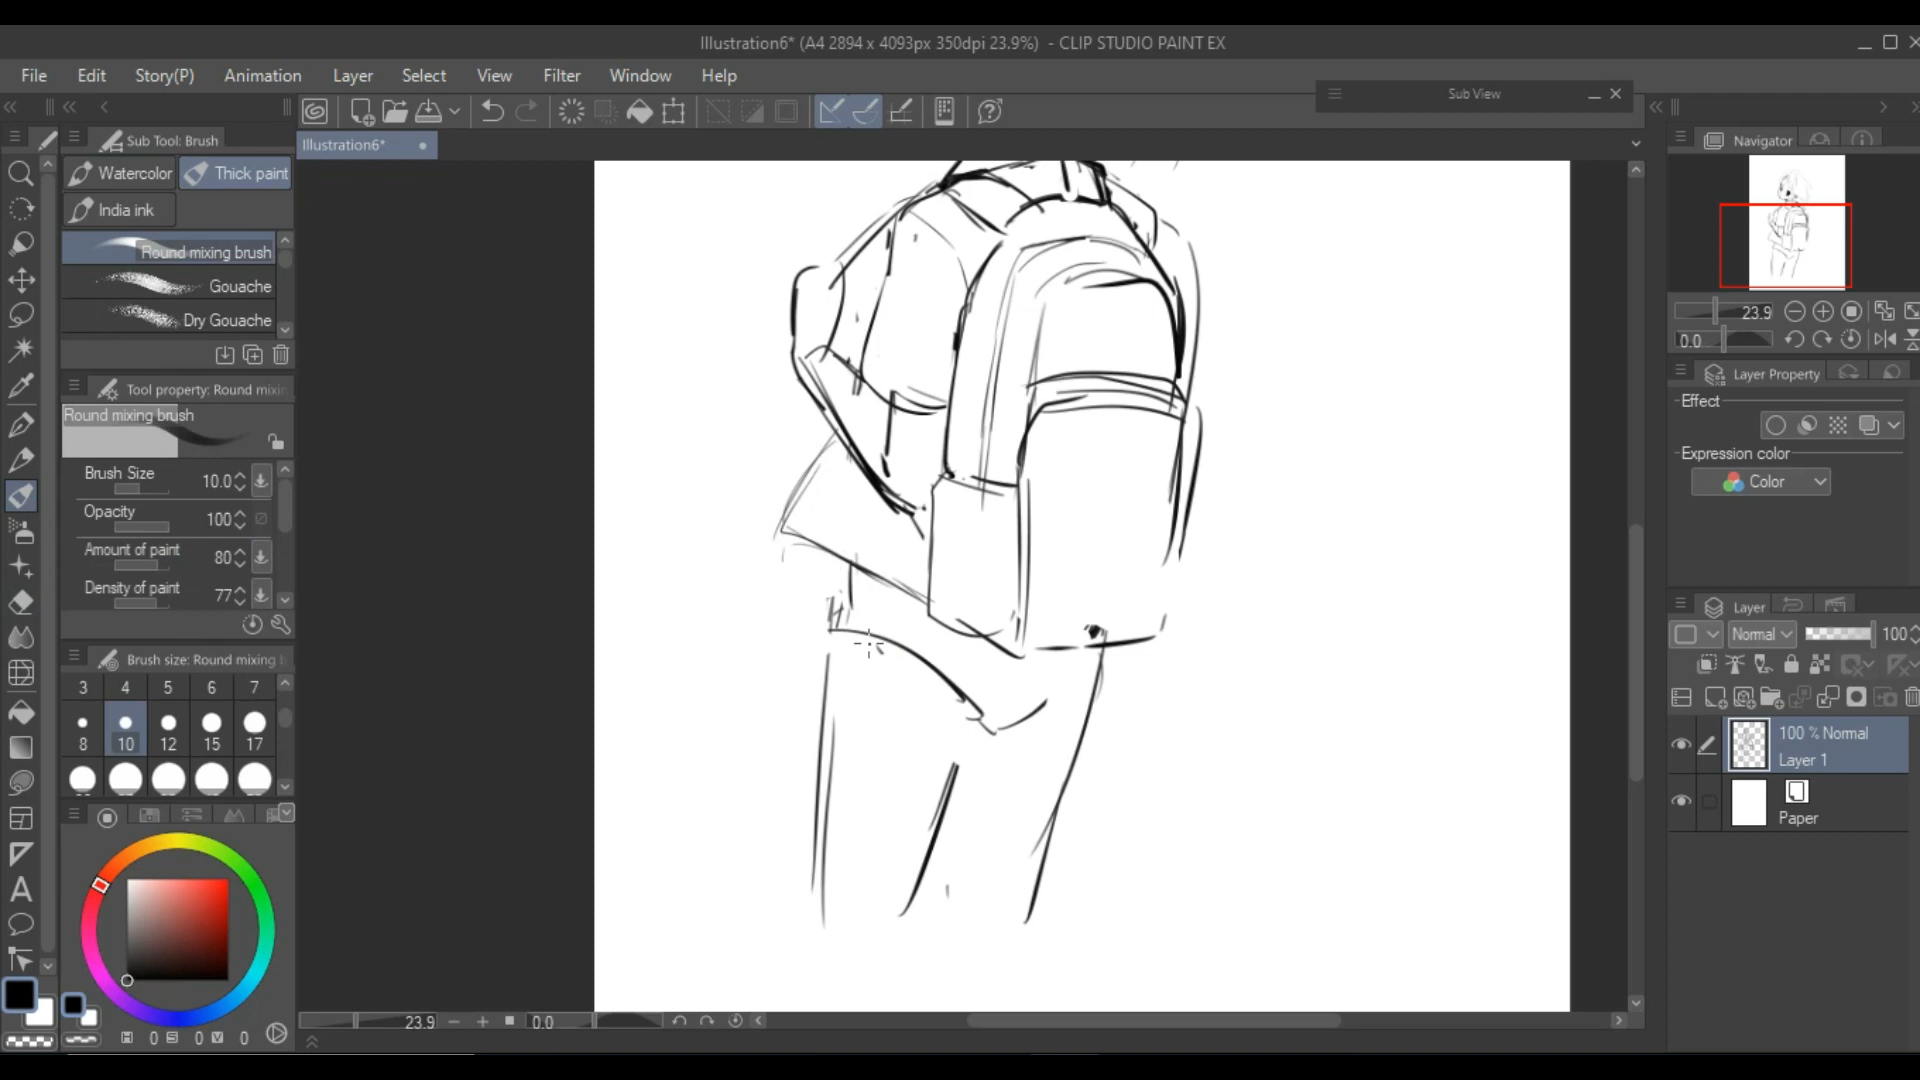 Illustration6* (A4 2894 x 4093px 350dpi 23.9%) - CLIP STUDIO PAINT EX
File Edit Story(P) Animation Layer Select View Filter Window Help
Sub View
Sub Tool: Brush
Illustration6*
Navigator
Watercolor
Thick paint
India ink
Round mixing brush
Gouache
Dry Gouache
23.9
0.0
Layer Property
Tool property: Round mixin
Effect
Round mixing brush
Expression color
Brush Size 10.0
Color
Opacity 100
Amount of paint 80
Density of paint 77
Layer
Normal 100
Brush size: Round mixing b
3 4 5 6 7
8 10 12 15 17
100 % Normal
Layer 1
Paper
A
23.9
0.0
H 0 S 0 V 0